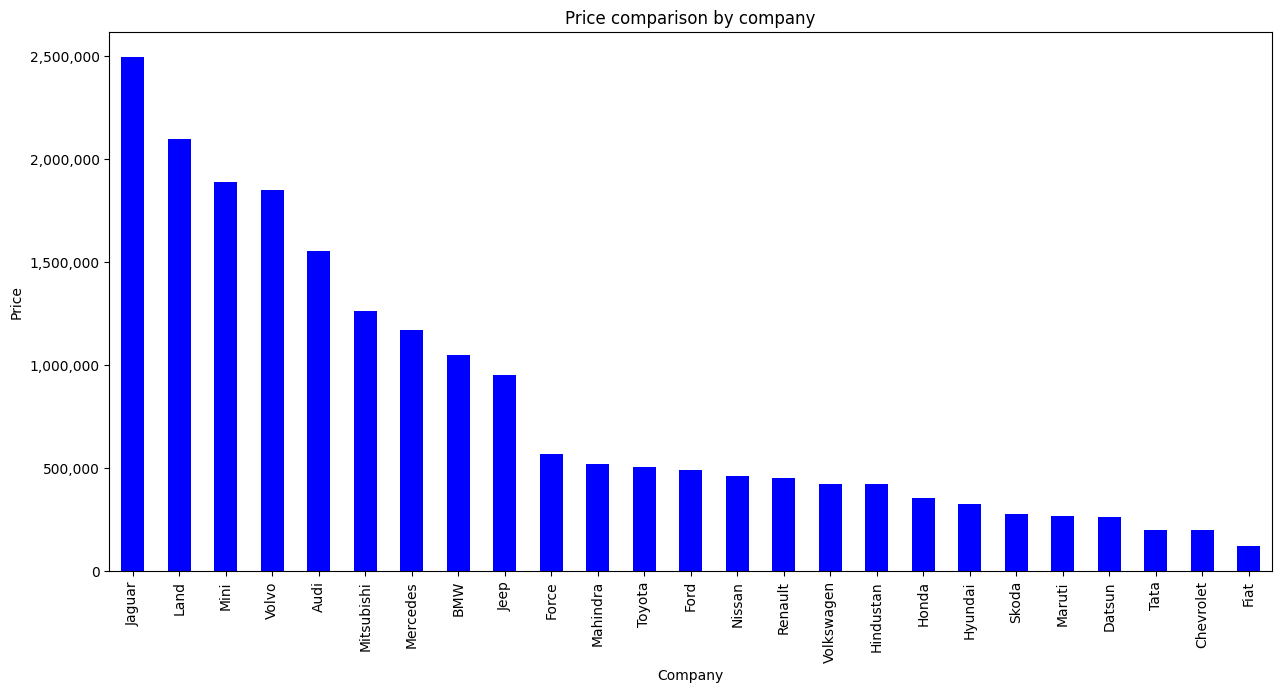 Price comparison by company
Price
2,500,000
2,000,000
1,500,000
1,000,000
500,000
0
Jaguar
Land
Mini
Volvo
Audi
Mitsubishi
Mercedes
BMW
Jeep
Force
Mahindra
Toyota
Ford
Nissan
Renault
Volkswagen
Hindustan
Honda
Hyundai
Skoda
Maruti
Datsun
Tata
Chevrolet
Fiat
Company